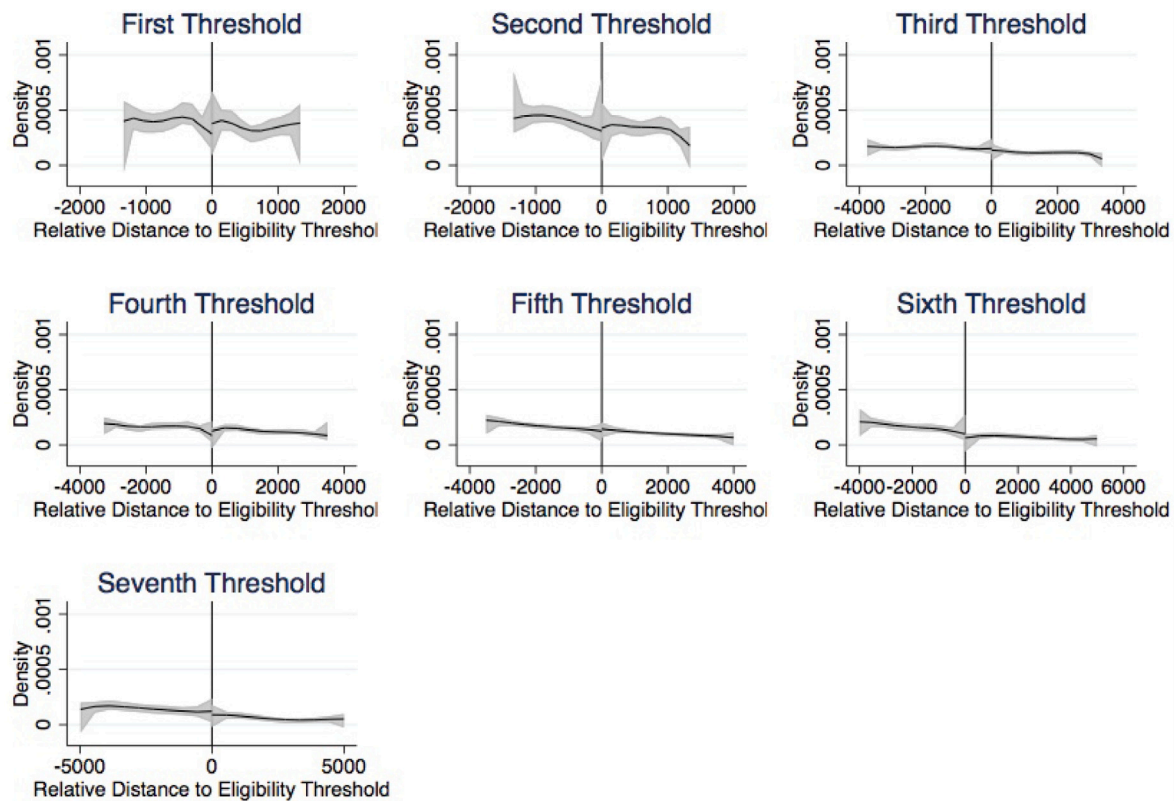 First Threshold
Density
0 .0005 .001
-2000 -1000 0 1000 2000
Relative Distance to Eligibility Threshol
Second Threshold
Density
0 .0005 .001
-2000 -1000 0 1000 2000
Relative Distance to Eligibility Threshol
Third Threshold
Density
0 .0005 .001
-4000 -2000 0 2000 4000
Relative Distance to Eligibility Threshold
Fourth Threshold
Density
0 .0005 .001
-4000 -2000 0 2000 4000
Relative Distance to Eligibility Threshol
Fifth Threshold
Density
0 .0005 .001
-4000 -2000 0 2000 4000
Relative Distance to Eligibility Threshol
Sixth Threshold
Density
0 .0005 .001
-4000 -2000 0 2000 4000 6000
Relative Distance to Eligibility Threshold
Seventh Threshold
Density
0 .0005 .001
-5000 0 5000
Relative Distance to Eligibility Threshold